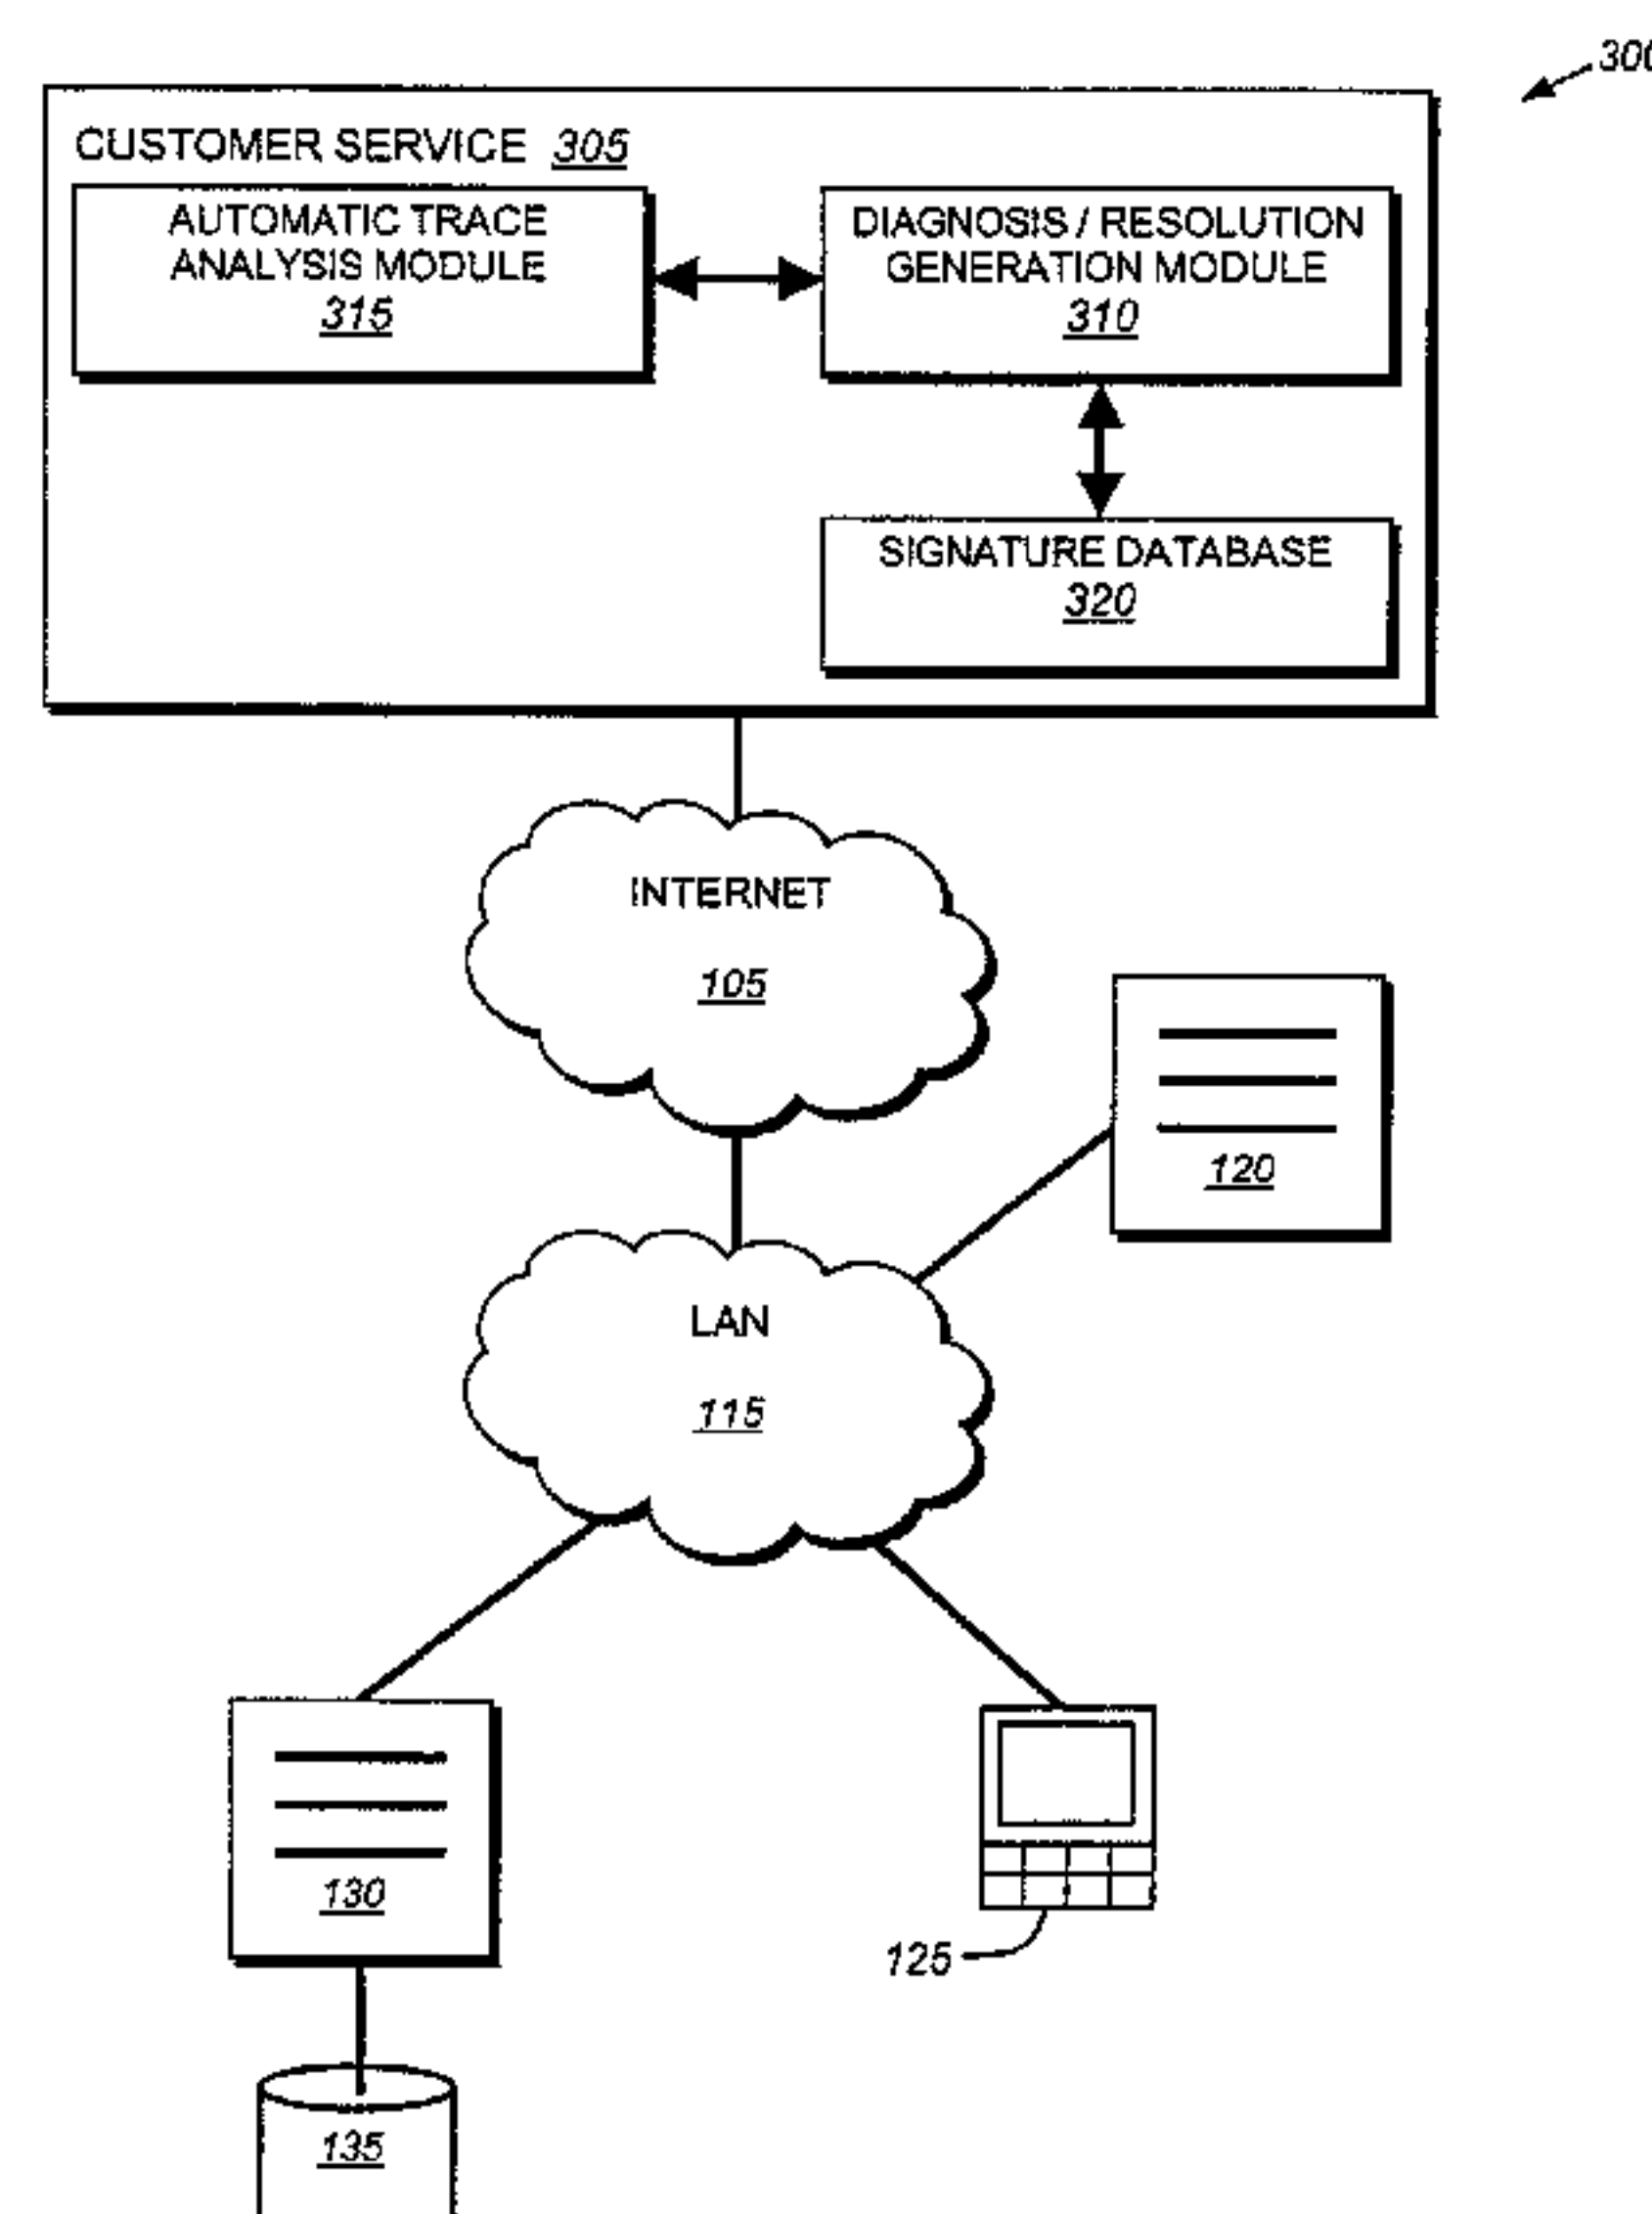 300
CUSTOMER SERVICE 305
AUTOMATIC TRACE
ANALYSIS MODULE
315
DIAGNOSIS / RESOLUTION
GENERATION MODULE
310
SIGNATURE DATABASE
320
INTERNET
105
120
LAN
115
130
125
135